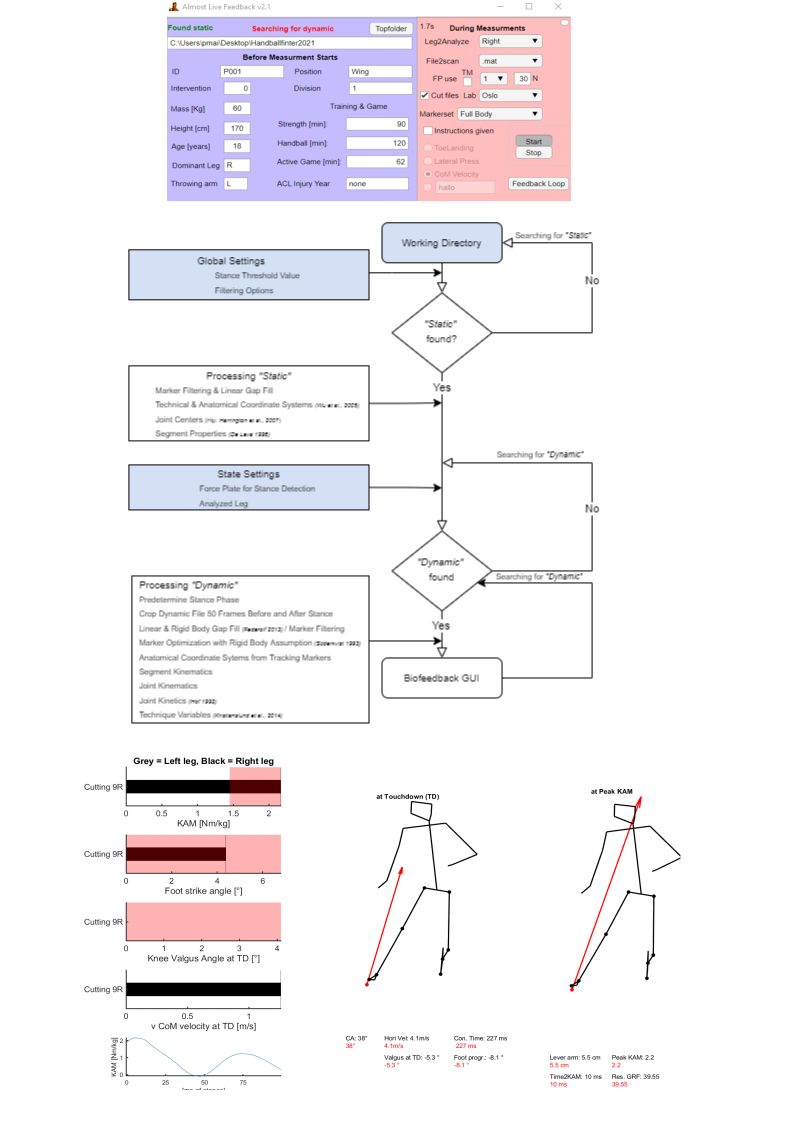 Almost Live Feedback v2.1
Found static
Searching for dynamic
Topfolder
C:\Users\pmai\Desktop\Handballfinter2021
Before Measurment Starts
ID P001 Position Wing
Intervention 0 Division 1
Mass [Kg] 60 Training & Game
Height [cm] 170 Strength [min]: 90
Age [years] 18 Handball [min]: 120
Dominant Leg R Active Game [min]: 62
Throwing arm L ACL Injury Year none
1.7s During Measurments
Leg2Analyze Right
File2scan .mat
FP use TM 1 30 N
Cut files Lab Oslo
Markerset Full Body
Instructions given
Start
Stop
ToeLanding
Lateral Press
CoM Velocity
hallo
Feedback Loop
Working Directory
Searching for "Static"
No
Global Settings
Stance Threshold Value
Filtering Options
"Static"
found?
Yes
Processing "Static"
Marker Filtering & Linear Gap Fill
Technical & Anatomical Coordinate Systems (Wu et al., 2005)
Joint Centers (Hip: Harrington et al., 2007)
Segment Properties (De Leva 1996)
Searching for "Dynamic"
No
State Settings
Force Plate for Stance Detection
Analyzed Leg
"Dynamic"
found
Searching for "Dynamic"
Yes
Processing "Dynamic"
Predetermine Stance Phase
Crop Dynamic File 50 Frames Before and After Stance
Linear & Rigid Body Gap Fill / Marker Filtering
Marker Optimization with Rigid Body Assumption
Anatomical Coordinate Sytems from Tracking Markers
Segment Kinematics
Joint Kinematics
Joint Kinetics
Technique Variables
Biofeedback GUI
Grey = Left leg, Black = Right leg
Cutting 9R
0 0.5 1 1.5 2
KAM [Nm/kg]
Cutting 9R
0 2 4 6
Foot strike angle [°]
Cutting 9R
0 1 2 3 4
Knee Valgus Angle at TD [°]
Cutting 9R
0 0.5 1
v CoM velocity at TD [m/s]
KAM [Nm/kg]
2
1
0
0 25 50 75
at Touchdown (TD)
CA: 38° Hori Vel: 4.1m/s Con. Time: 227 ms
38° 4.1m/s 227 ms
Valgus at TD: -5.3 ° Foot progr.: -8.1 °
-5.3 ° -8.1 °
at Peak KAM
Lever arm: 5.5 cm Peak KAM: 2.2
5.5 cm 2.2
Time2KAM: 10 ms Res. GRF: 39.55
10 ms 39.55